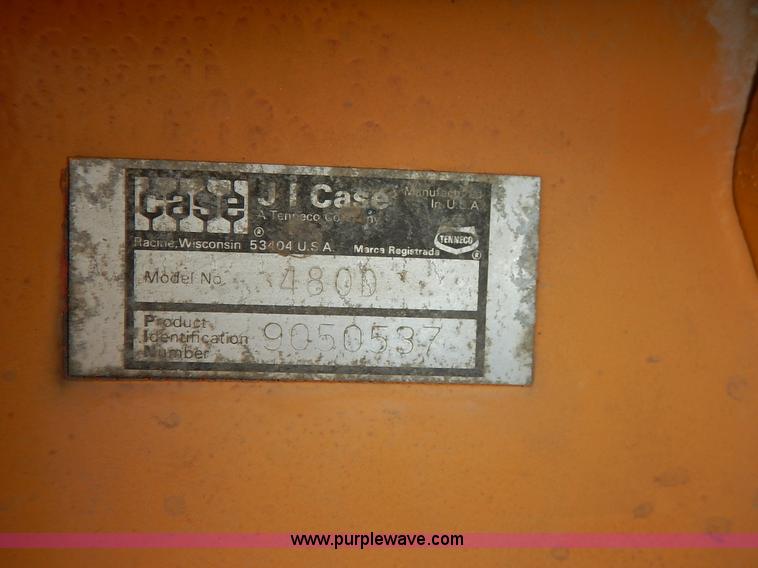 case
J I Case
Manufactured
In U.S.A.
A Tenneco Company
®
Racine, Wisconsin 53404 U.S.A.
Marca Registrada
TENNECO
®
Model No. 480D
Product
Identification
Number
9050537
www.purplewave.com